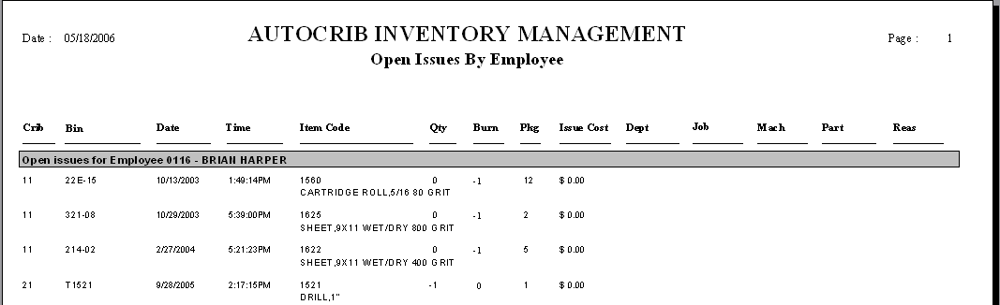 Date : 05/18/2006 AUTOCRIB INVENTORY MANAGEMENT Page : 1
Open Issues By Employee
Crib Bin Date Time Item Code Qty Burn Pkg Issue Cost Dept Job Mach Part Reas
Open issues for Employee 0116 - BRIAN HARPER
11 22E-15 10/13/2003 1:49:14PM 1560 0 -1 12 $ 0.00
CARTRIDGE ROLL,5/16 80 GRIT
11 321-08 10/29/2003 5:39:00PM 1625 0 -1 2 $ 0.00
SHEET,9X11 WET/DRY 800 GRIT
11 214-02 2/27/2004 5:21:23PM 1622 0 -1 5 $ 0.00
SHEET,9X11 WET/DRY 400 GRIT
21 T1521 9/28/2005 2:17:15PM 1521 -1 0 1 $ 0.00
DRILL,1"